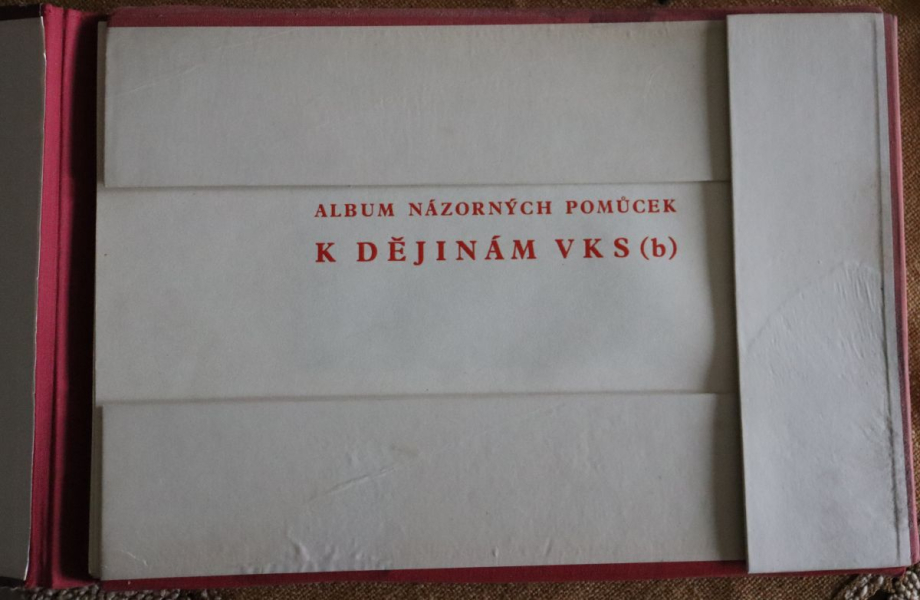 ALBUM NÁZORNÝCH POMŮCEK
K DĚJINÁM VKS (b)